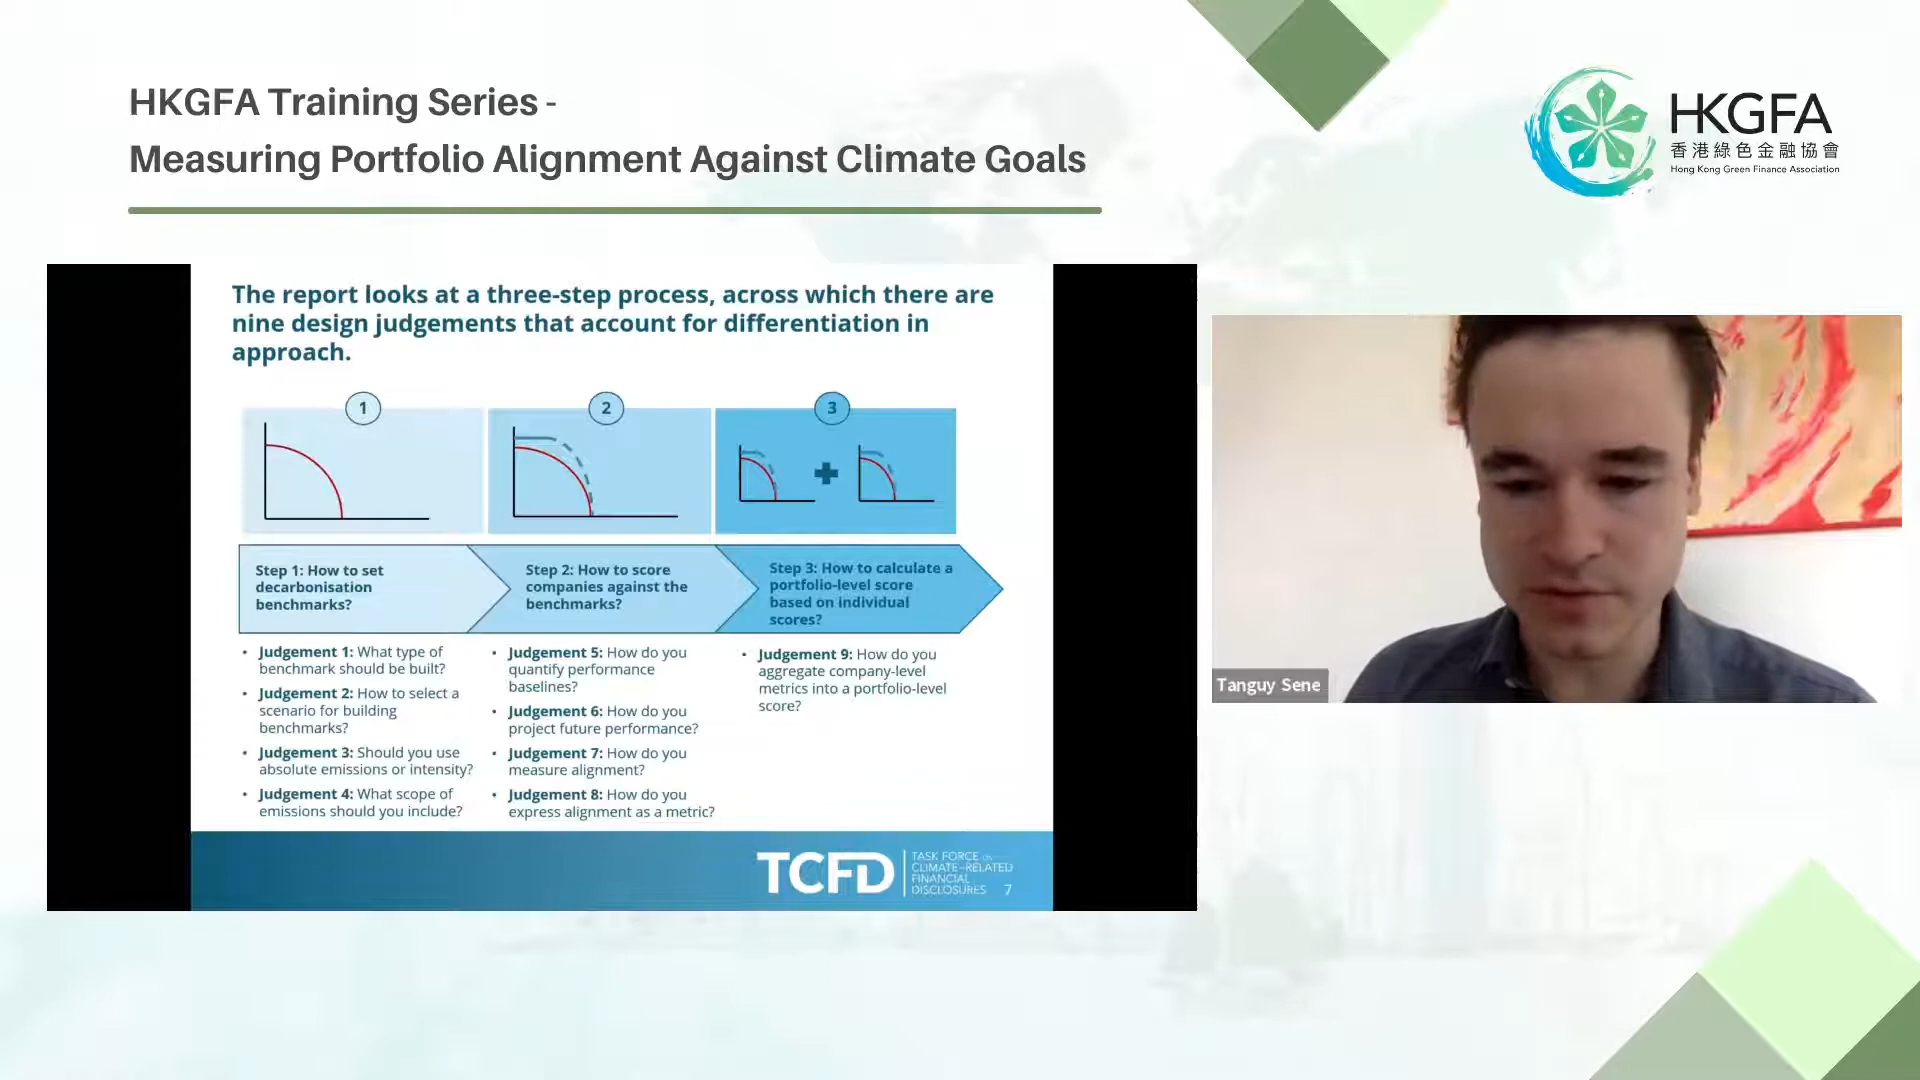 HKGFA Training Series -
Measuring Portfolio Alignment Against Climate Goals
HKGFA
香港綠色金融協會
Hong Kong Green Finance Association
The report looks at a three-step process, across which there are
nine design judgements that account for differentiation in
approach.
1
2
3
Step 1: How to set
decarbonisation
benchmarks?
Step 2: How to score
companies against the
benchmarks?
Step 3: How to calculate a
portfolio-level score
based on individual
scores?
• Judgement 1: What type of
benchmark should be built?
• Judgement 2: How to select a
scenario for building
benchmarks?
• Judgement 3: Should you use
absolute emissions or intensity?
• Judgement 4: What scope of
emissions should you include?
• Judgement 5: How do you
quantify performance
baselines?
• Judgement 6: How do you
project future performance?
• Judgement 7: How do you
measure alignment?
• Judgement 8: How do you
express alignment as a metric?
• Judgement 9: How do you
aggregate company-level
metrics into a portfolio-level
score?
TCFD
TASK FORCE ON
CLIMATE-RELATED
FINANCIAL
DISCLOSURES
7
Tanguy Sene